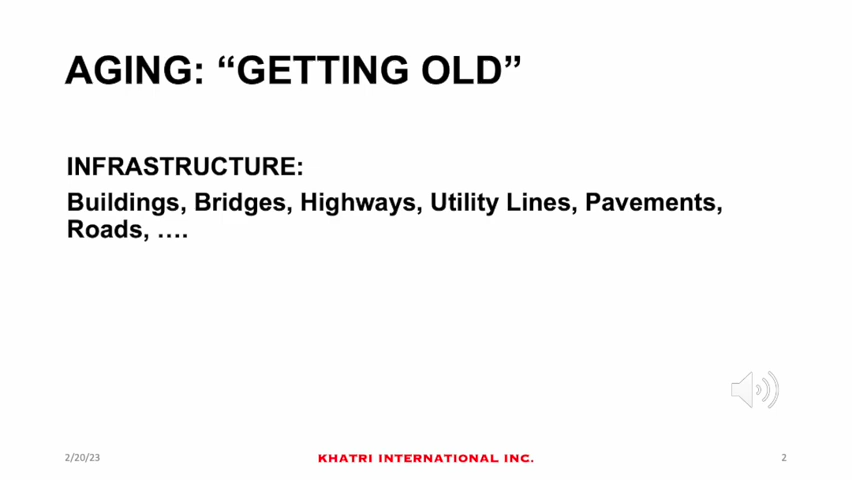 AGING: “GETTING OLD”
INFRASTRUCTURE:
Buildings, Bridges, Highways, Utility Lines, Pavements,
Roads, ….
2/20/23
KHATRI INTERNATIONAL INC.
2